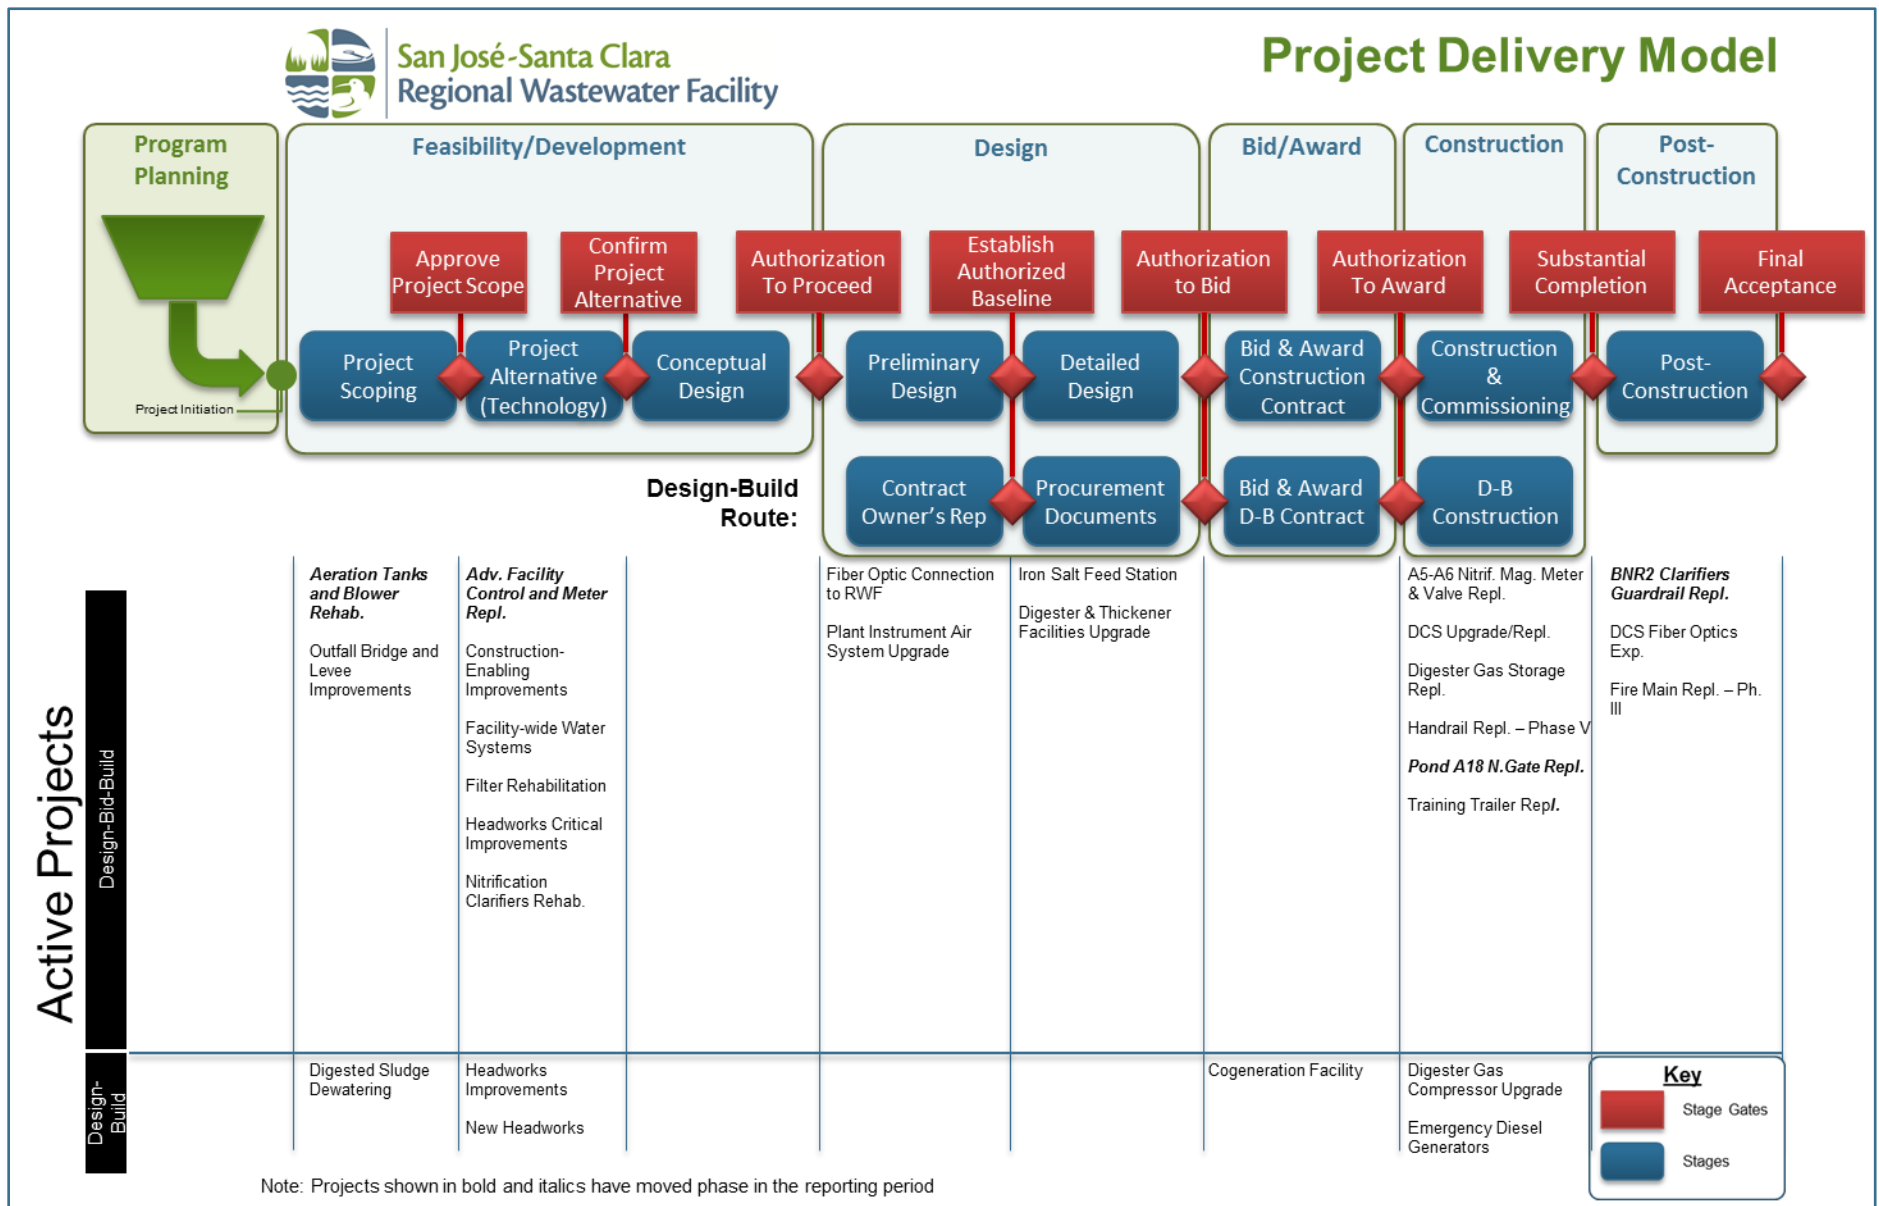 San José-Santa Clara
Regional Wastewater Facility
Project Delivery Model
Program
Planning
Feasibility/Development
Design
Bid/Award
Construction
Post-
Construction
Approve
Project Scope
Confirm
Project
Alternative
Authorization
To Proceed
Establish
Authorized
Baseline
Authorization
to Bid
Authorization
To Award
Substantial
Completion
Final
Acceptance
Project Initiation
Project
Scoping
Project
Alternative
(Technology)
Conceptual
Design
Preliminary
Design
Detailed
Design
Bid & Award
Construction
Contract
Construction
&
Commissioning
Post-
Construction
Design-Build
Route:
Contract
Owner's Rep
Procurement
Documents
Bid & Award
D-B Contract
D-B
Construction
Active Projects
Design-Bid-Build
Aeration Tanks
and Blower
Rehab.
Outfall Bridge and
Levee
Improvements
Adv. Facility
Control and Meter
Repl.
Construction-
Enabling
Improvements
Facility-wide Water
Systems
Filter Rehabilitation
Headworks Critical
Improvements
Nitrification
Clarifiers Rehab.
Fiber Optic Connection
to RWF
Plant Instrument Air
System Upgrade
Iron Salt Feed Station
Digester & Thickener
Facilities Upgrade
A5-A6 Nitrif. Mag. Meter
& Valve Repl.
DCS Upgrade/Repl.
Digester Gas Storage
Repl.
Handrail Repl. – Phase V
Pond A18 N.Gate Repl.
Training Trailer Repl.
BNR2 Clarifiers
Guardrail Repl.
DCS Fiber Optics
Exp.
Fire Main Repl. – Ph.
III
Design-
Build
Digested Sludge
Dewatering
Headworks
Improvements
New Headworks
Cogeneration Facility
Digester Gas
Compressor Upgrade
Emergency Diesel
Generators
Key
Stage Gates
Stages
Note: Projects shown in bold and italics have moved phase in the reporting period